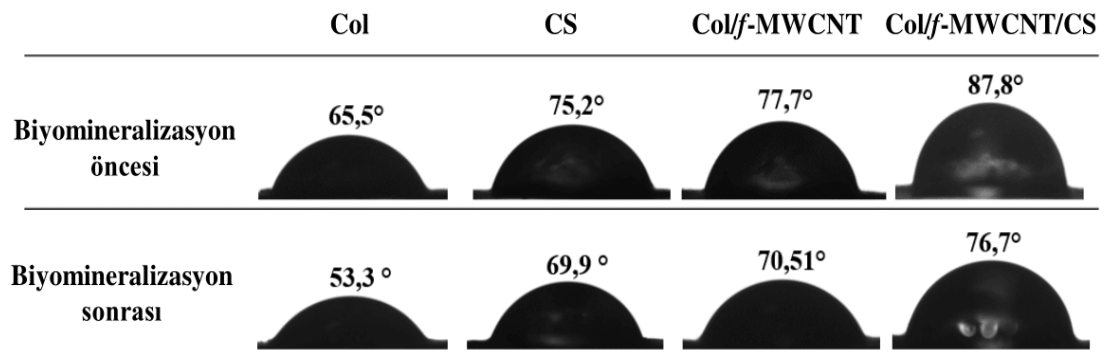 Col CS Col/f-MWCNT Col/f-MWCNT/CS
65,5° 75,2° 77,7° 87,8°
Biyomineralizasyon
öncesi
53,3 ° 69,9 ° 70,51° 76,7°
Biyomineralizasyon
sonrası